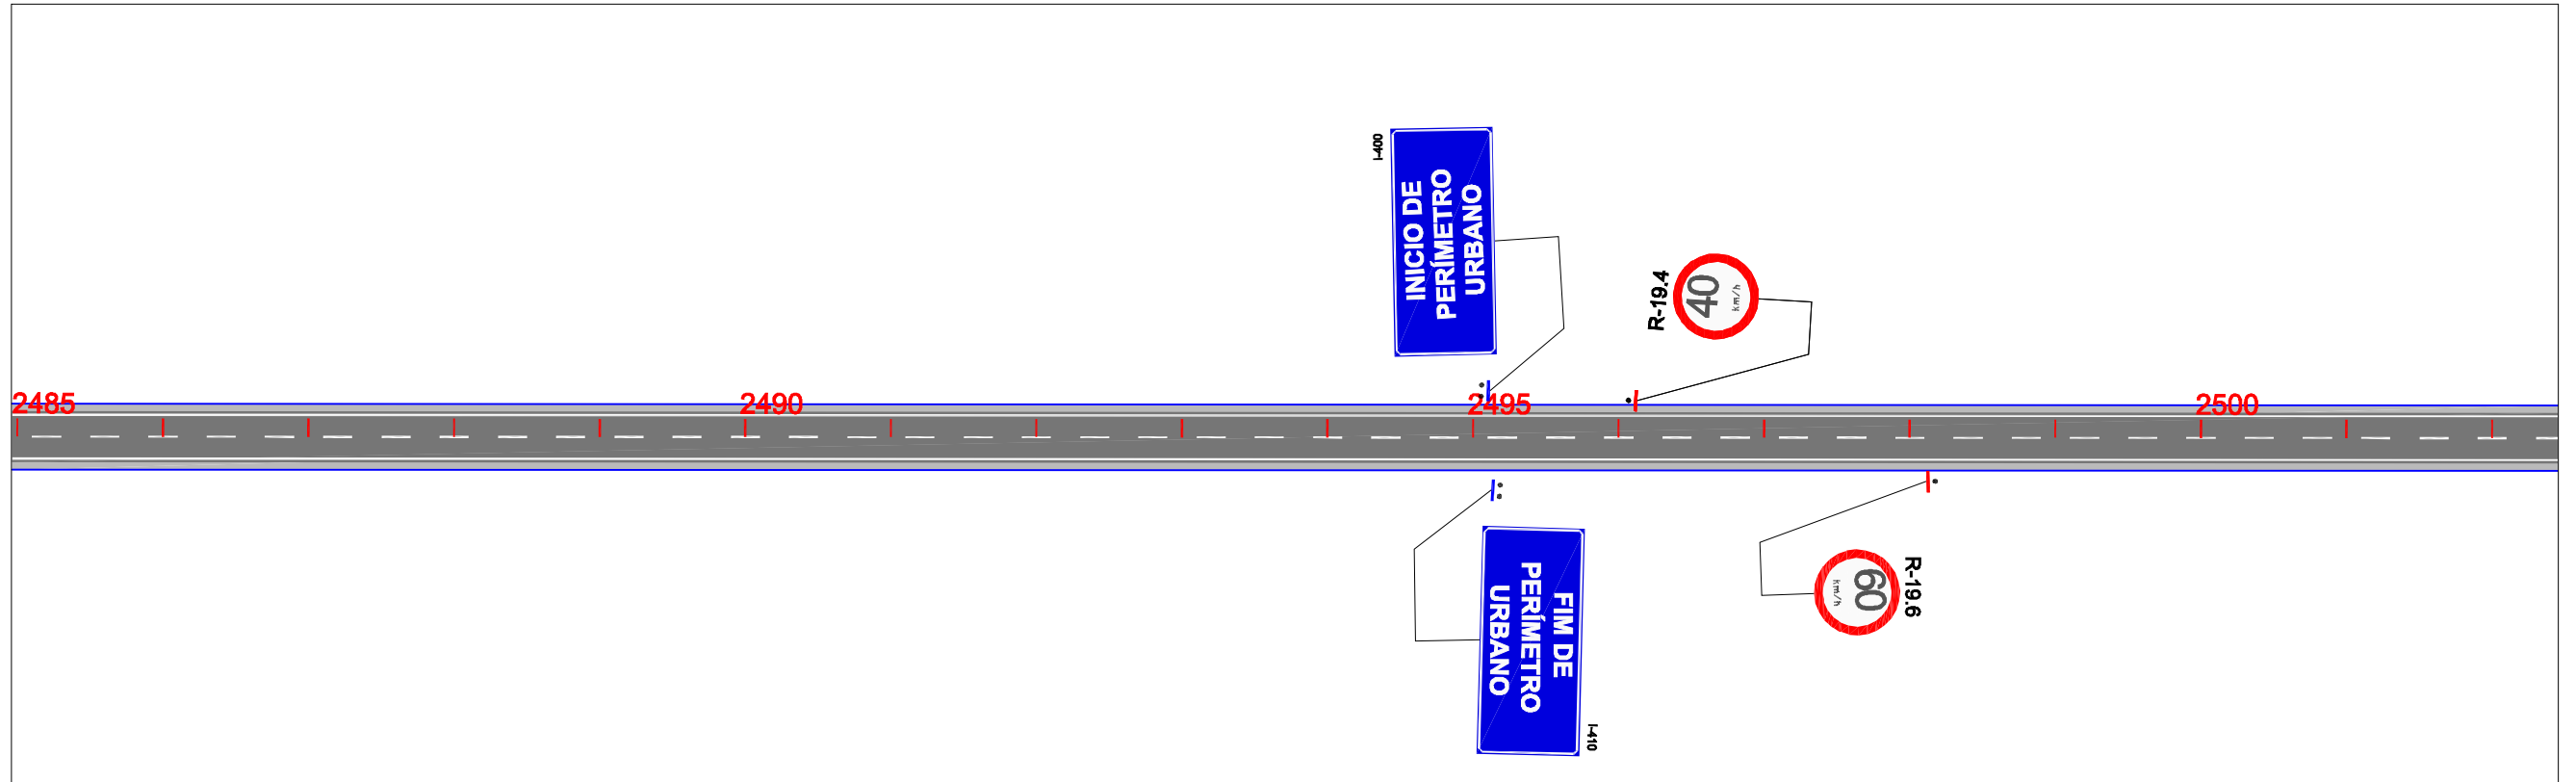 I-400
INICIO DE
PERÍMETRO
URBANO
R-19.4
40
km/h
2485
2490
2495
2500
FIM DE
PERÍMETRO
URBANO
I-410
R-19.6
60
km/h